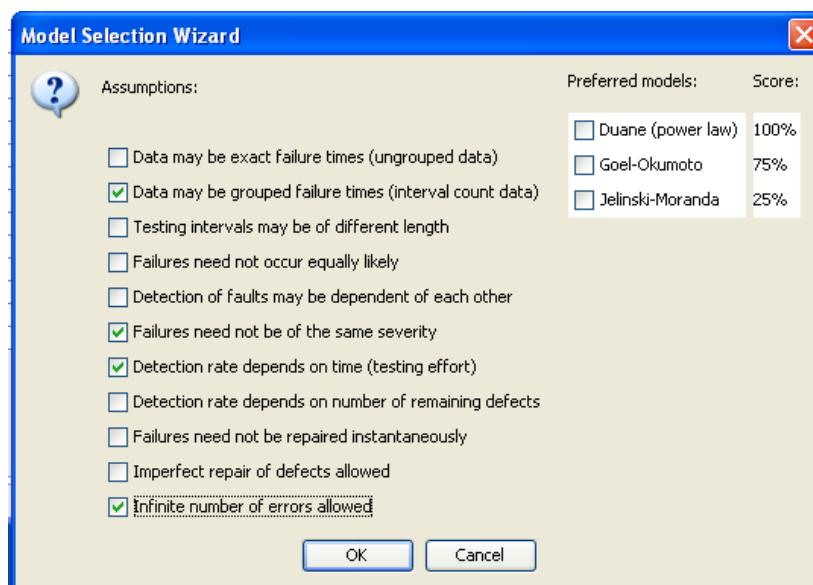 Model Selection Wizard
Assumptions:
Preferred models: Score:
Data may be exact failure times (ungrouped data)
Data may be grouped failure times (interval count data)
Testing intervals may be of different length
Failures need not occur equally likely
Detection of faults may be dependent of each other
Failures need not be of the same severity
Detection rate depends on time (testing effort)
Detection rate depends on number of remaining defects
Failures need not be repaired instantaneously
Imperfect repair of defects allowed
Infinite number of errors allowed
Duane (power law) 100%
Goel-Okumoto 75%
Jelinski-Moranda 25%
OK Cancel